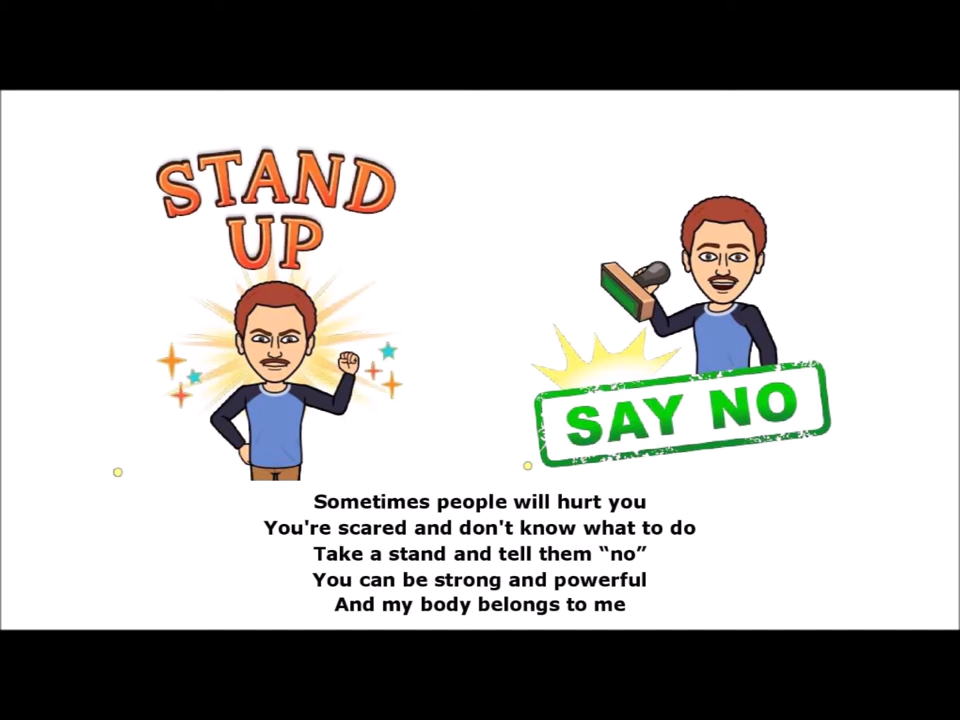 STAND
UP
SAY NO
Sometimes people will hurt you
You're scared and don't know what to do
Take a stand and tell them “no”
You can be strong and powerful
And my body belongs to me